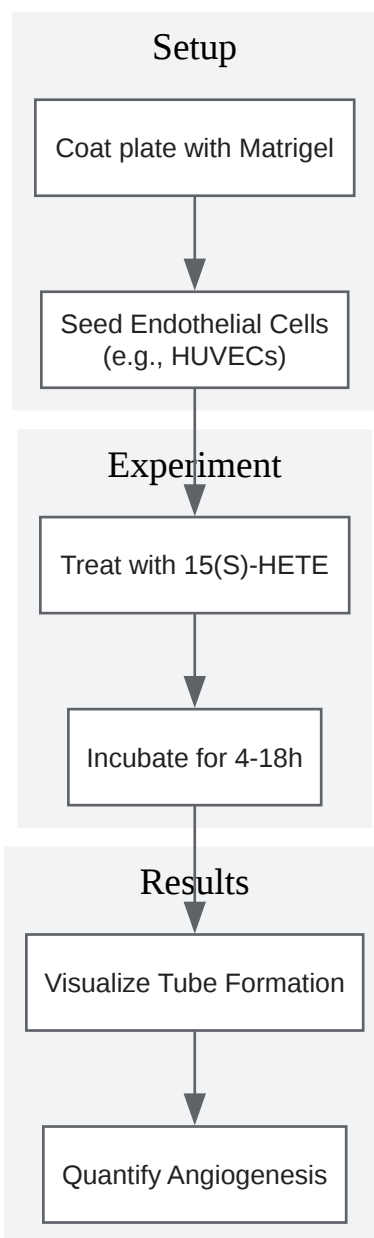 Setup
Coat plate with Matrigel
Seed Endothelial Cells
(e.g., HUVECs)
Experiment
Treat with 15(S)-HETE
Incubate for 4-18h
Results
Visualize Tube Formation
Quantify Angiogenesis